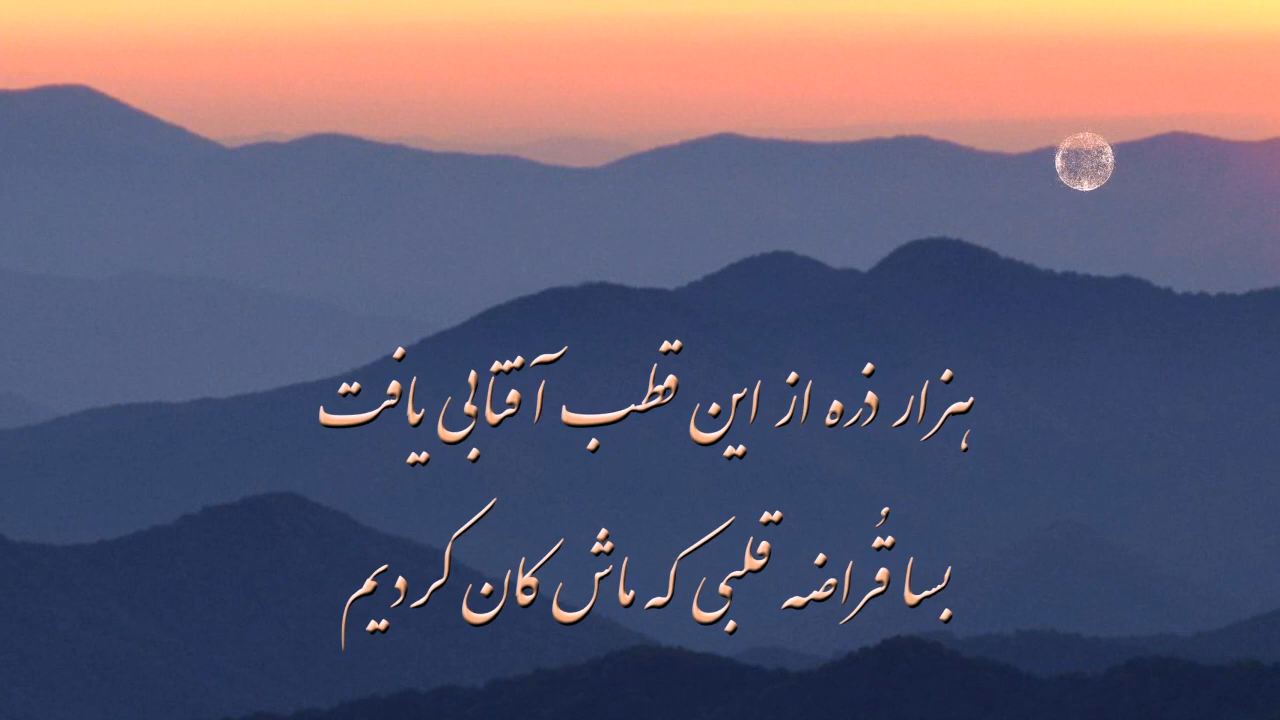 هزار ذره از این قطب آفتابی یافت
بسا قُراضه قلبی که ماش کان کردیم